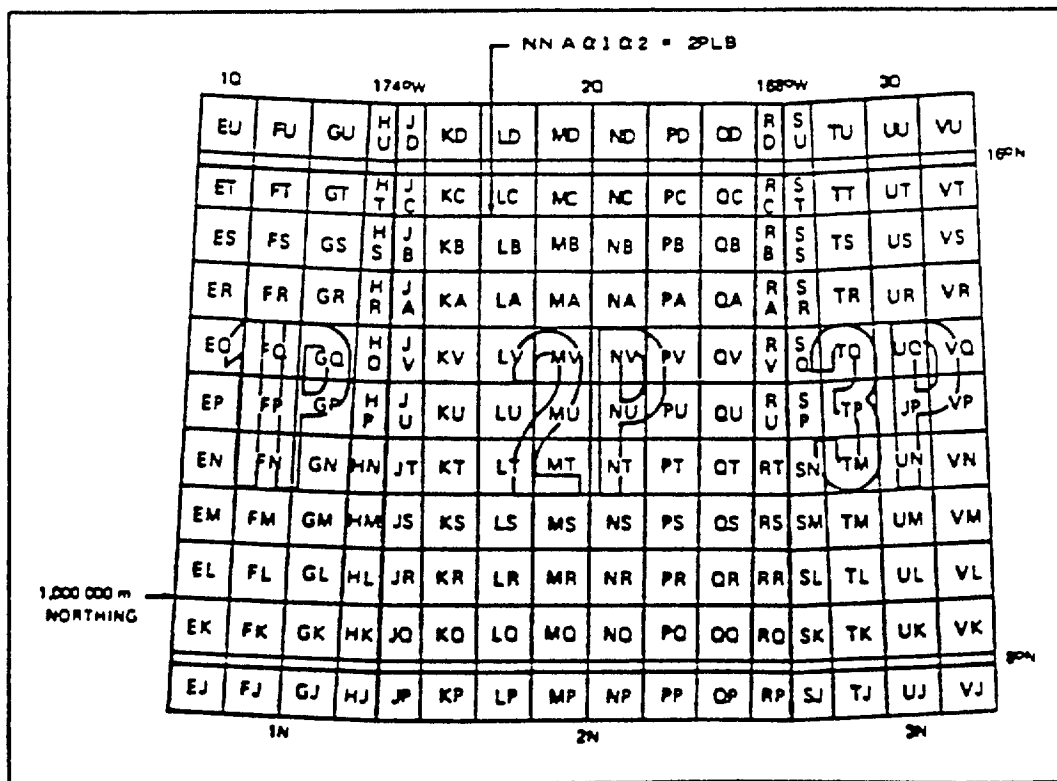 NNAQ1Q2 = 2PLB
1Q 174°W 2Q 168°W 3Q
EU FU GU HU JD KD LD MD ND PD QD RD SU TU UU VU
16°N
ET FT GT HT JC KC LC MC NC PC QC RC ST TT UT VT
ES FS GS HS JB KB LB MB NB PB QB RB SS TS US VS
ER FR GR HR JA KA LA MA NA PA QA RA SR TR UR VR
EQ FQ GQ HQ JV KV LV MV NV PV QV RV SQ TQ UQ VQ
1P 2P 3P
EP FP GP HP JU KU LU MU NU PU QU RU SP TP JP VP
EN FN GN HN JT KT LT MT NT PT QT RT SN TM UN VN
EM FM GM HM JS KS LS MS NS PS QS RS SM TM UM VM
EL FL GL HL JR KR LR MR NR PR QR RR SL TL UL VL
1,000 000 m
NORTHING
EK FK GK HK JQ KQ LQ MQ NQ PQ QQ RQ SK TK UK VK
8°N
EJ FJ GJ HJ JP KP LP MP NP PP QP RP SJ TJ UJ VJ
1N 2N 3N